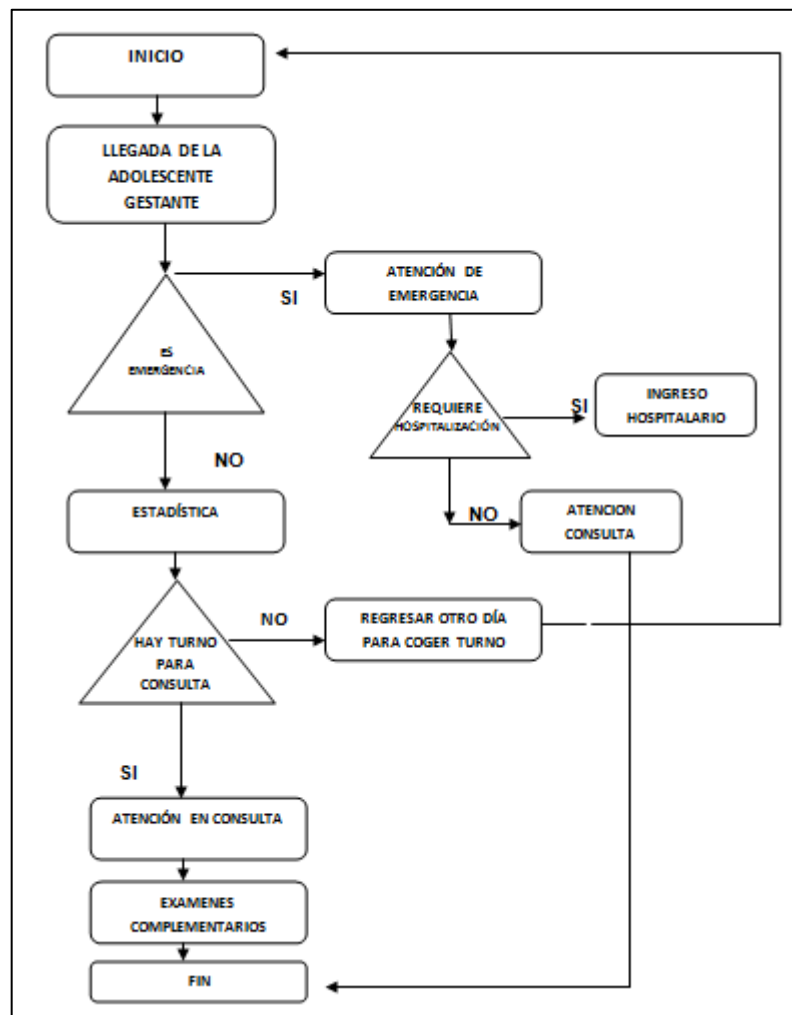 INICIO
LLEGADA DE LA
ADOLESCENTE
GESTANTE
ES
EMERGENCIA
SI
ATENCIÓN DE
EMERGENCIA
REQUIERE
HOSPITALIZACIÓN
SI
INGRESO
HOSPITALARIO
NO
ATENCION
CONSULTA
NO
ESTADÍSTICA
HAY TURNO
PARA
CONSULTA
NO
REGRESAR OTRO DÍA
PARA COGER TURNO
SI
ATENCIÓN EN CONSULTA
EXAMENES
COMPLEMENTARIOS
FIN